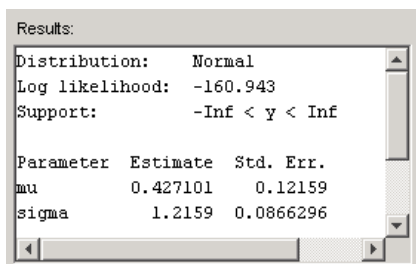 Results:
Distribution: Normal
Log likelihood: -160.943
Support: -Inf < y < Inf
Parameter Estimate Std. Err.
mu 0.427101 0.12159
sigma 1.2159 0.0866296